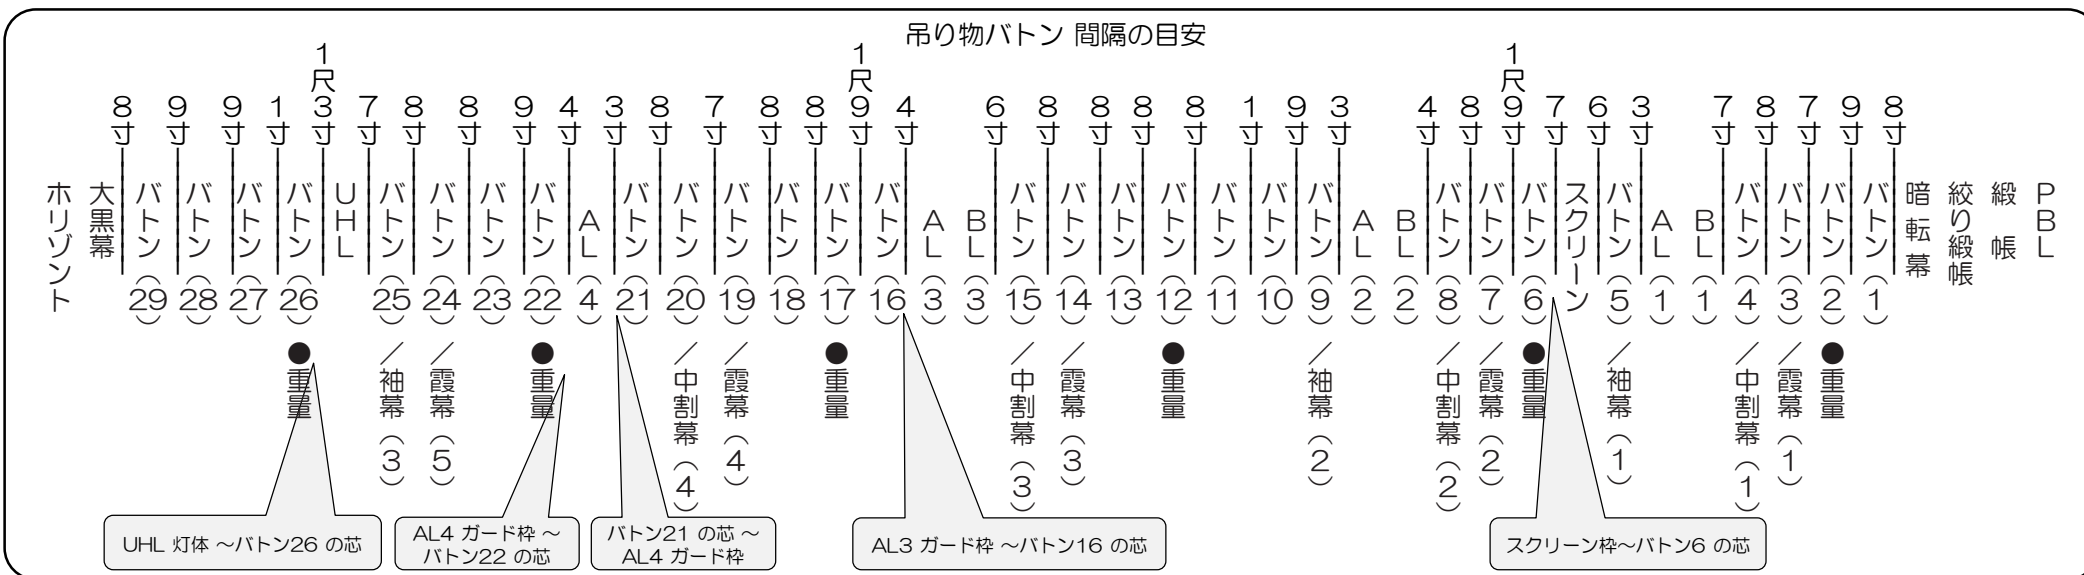 吊り物バトン 間隔の目安
8寸
9寸
7寸
8寸
7寸
3寸
6寸
7寸
1尺9寸
8寸
4寸
3寸
9寸
1寸
8寸
8寸
8寸
8寸
6寸
4寸
1尺9寸
8寸
8寸
7寸
8寸
3寸
4寸
9寸
8寸
8寸
7寸
1尺3寸
1寸
9寸
9寸
8寸
PBL
緞帳
絞り緞帳
暗転幕
バトン(1)
バトン(2)●重量
バトン(3)/霞幕(1)
バトン(4)/中割幕(1)
BL(1)
AL(1)
バトン(5)/袖幕(1)
スクリーン
バトン(6)●重量
バトン(7)/霞幕(2)
バトン(8)/中割幕(2)
BL(2)
AL(2)
バトン(9)/袖幕(2)
バトン(10)
バトン(11)
バトン(12)●重量
バトン(13)
バトン(14)/霞幕(3)
バトン(15)/中割幕(3)
BL(3)
AL(3)
バトン(16)
バトン(17)●重量
バトン(18)
バトン(19)/霞幕(4)
バトン(20)/中割幕(4)
バトン(21)
AL(4)
バトン(22)●重量
バトン(23)
バトン(24)/霞幕(5)
バトン(25)/袖幕(3)
UHL
バトン(26)●重量
バトン(27)
バトン(28)
バトン(29)
大黒幕
ホリゾント
UHL 灯体 〜バトン26 の芯
AL4 ガード枠 〜
バトン22 の芯
バトン21 の芯 〜
AL4 ガード枠
AL3 ガード枠 〜バトン16 の芯
スクリーン枠〜バトン6 の芯